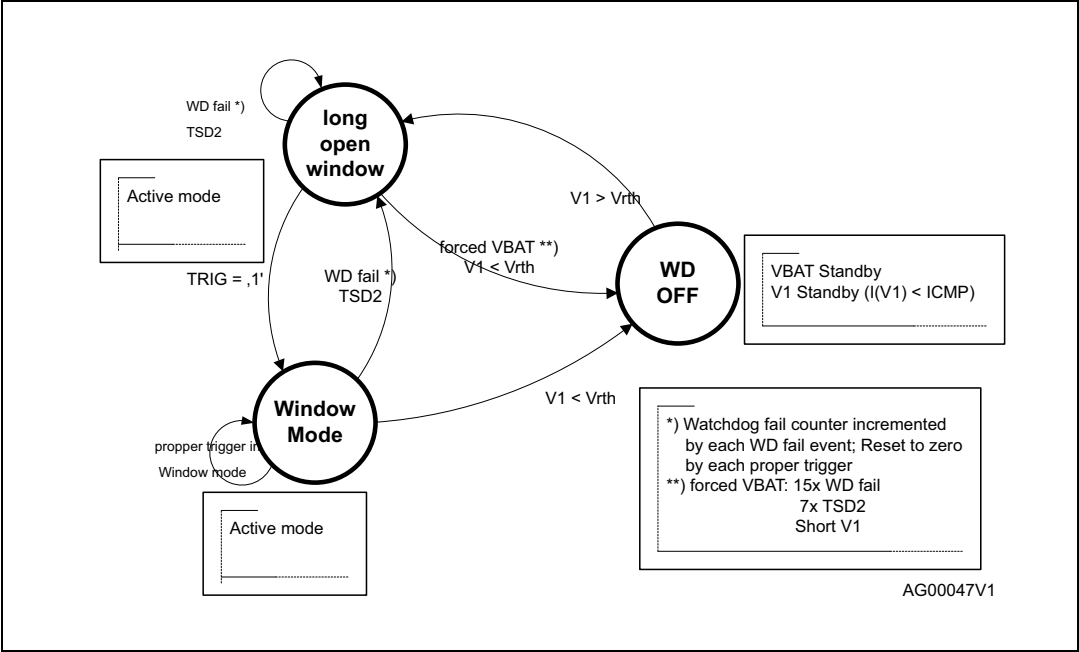 WD fail *)
TSD2
long
open
window
Active mode
V1 > Vrth
forced VBAT **)
V1 < Vrth
WD
OFF
VBAT Standby
V1 Standby (I(V1) < ICMP)
TRIG = ‚1'
WD fail *)
TSD2
V1 < Vrth
Window
Mode
propper trigger in
Window mode
Active mode
*) Watchdog fail counter incremented
by each WD fail event; Reset to zero
by each proper trigger
**) forced VBAT: 15x WD fail
7x TSD2
Short V1
AG00047V1